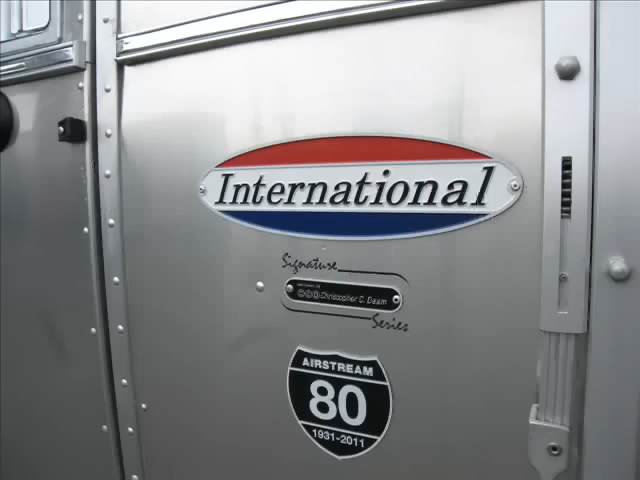 International
Signature
Christopher C. Deam
Series
AIRSTREAM
80
1931-2011